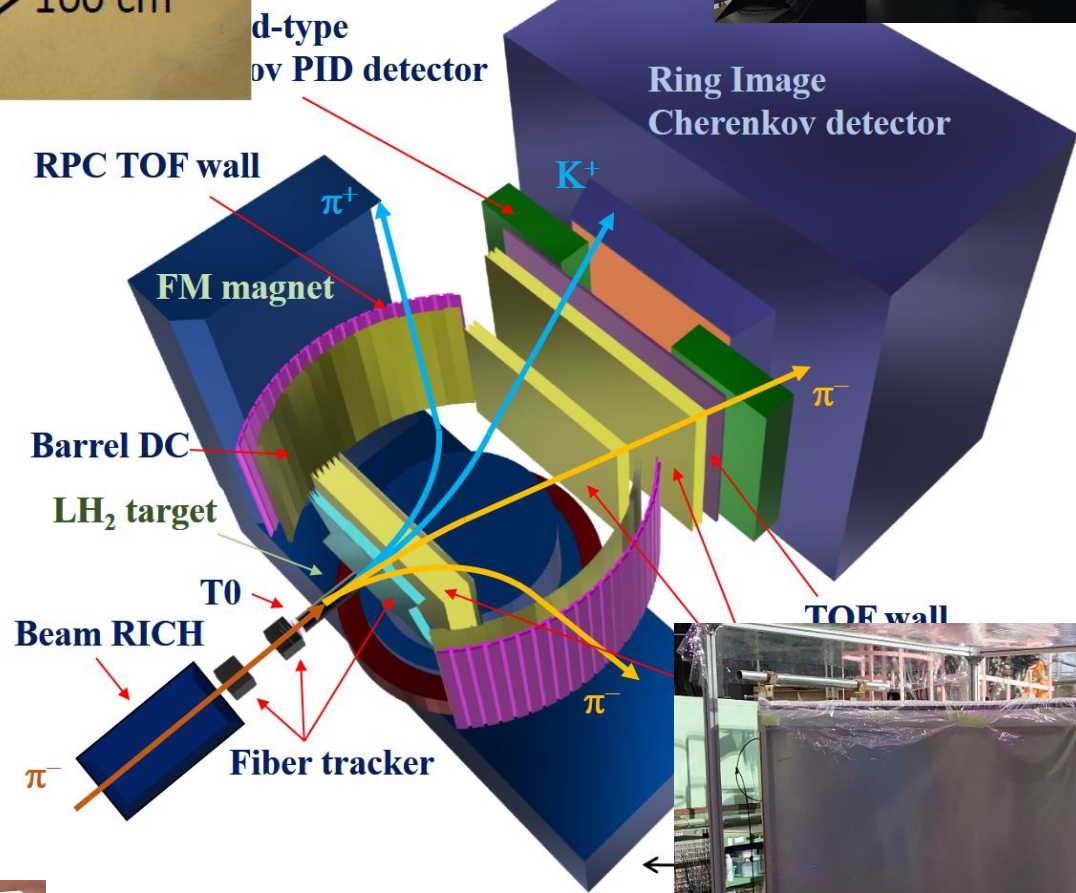 100 cm
d-type
ov PID detector
Ring Image
Cherenkov detector
RPC TOF wall
π⁺
K⁺
FM magnet
π⁻
Barrel DC
LH₂ target
T0
TOF wall
Beam RICH
π⁻
Fiber tracker
π⁻